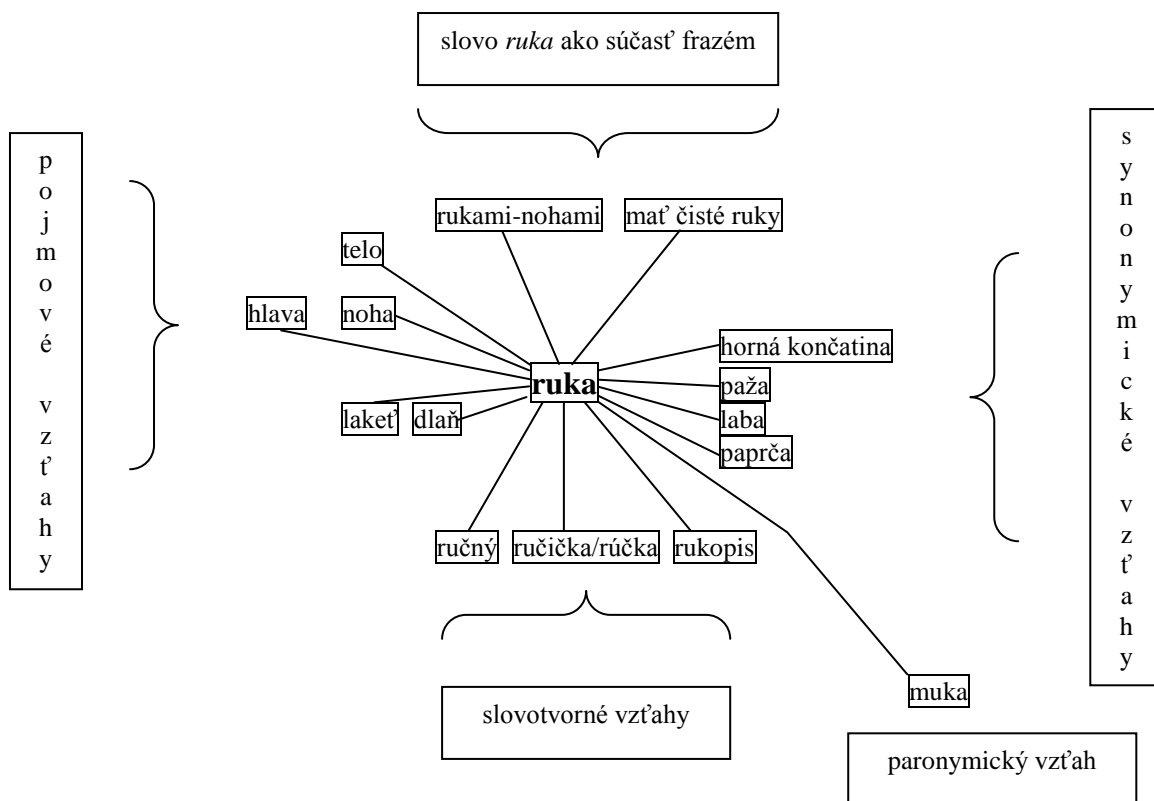 slovo ruka ako súčasť frazém
pojmové vzťahy
synonymické vzťahy
rukami-nohami
mať čisté ruky
telo
hlava
noha
horná končatina
ruka
paža
laba
paprča
lakeť
dlaň
ručný
ručička/rúčka
rukopis
muka
slovotvorné vzťahy
paronymický vzťah